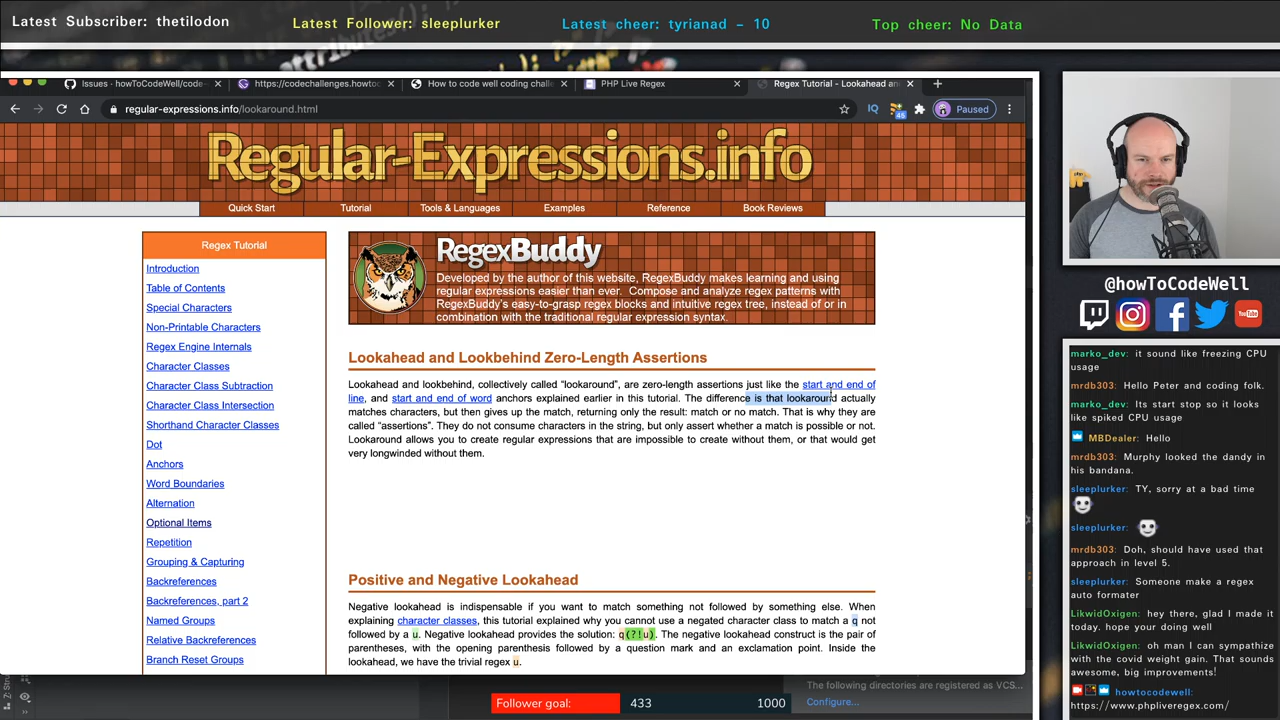 Latest Subscriber: thetilodon
Latest Follower: sleeplurker
Latest cheer: tyrianad - 10
Top cheer: No Data
Issues · howToCodeWell/code-
https://codechallenges.howtoc
How to code well coding chall
PHP Live Regex
Regex Tutorial - Lookahead an
regular-expressions.info/lookaround.html
Paused
Regular-Expressions.info
Quick Start
Tutorial
Tools & Languages
Examples
Reference
Book Reviews
Regex Tutorial
Introduction
Table of Contents
Special Characters
Non-Printable Characters
Regex Engine Internals
Character Classes
Character Class Subtraction
Character Class Intersection
Shorthand Character Classes
Dot
Anchors
Word Boundaries
Alternation
Optional Items
Repetition
Grouping & Capturing
Backreferences
Backreferences, part 2
Named Groups
Relative Backreferences
Branch Reset Groups
RegexBuddy
Developed by the author of this website, RegexBuddy makes learning and using
regular expressions easier than ever. Compose and analyze regex patterns with
RegexBuddy's easy-to-grasp regex blocks and intuitive regex tree, instead of or in
combination with the traditional regular expression syntax.
Lookahead and Lookbehind Zero-Length Assertions
Lookahead and lookbehind, collectively called “lookaround”, are zero-length assertions just like the start and end of
line, and start and end of word anchors explained earlier in this tutorial. The difference is that lookaround actually
matches characters, but then gives up the match, returning only the result: match or no match. That is why they are
called “assertions”. They do not consume characters in the string, but only assert whether a match is possible or not.
Lookaround allows you to create regular expressions that are impossible to create without them, or that would get
very longwinded without them.
Positive and Negative Lookahead
Negative lookahead is indispensable if you want to match something not followed by something else. When
explaining character classes, this tutorial explained why you cannot use a negated character class to match a q not
followed by a u. Negative lookahead provides the solution: q(?!u). The negative lookahead construct is the pair of
parentheses, with the opening parenthesis followed by a question mark and an exclamation point. Inside the
lookahead, we have the trivial regex u.
@howToCodeWell
You Tube
marko_dev: it sound like freezing CPU
usage
mrdb303: Hello Peter and coding folk.
marko_dev: Its start stop so it looks
like spiked CPU usage
MBDealer: Hello
mrdb303: Murphy looked the dandy in
his bandana.
sleeplurker: TY, sorry at a bad time
sleeplurker:
mrdb303: Doh, should have used that
approach in level 5.
sleeplurker: Someone make a regex
auto formater
LikwidOxigen: hey there, glad I made it
today. hope your doing well
LikwidOxigen: oh man I can sympathize
with the covid weight gain. That sounds
awesome, big improvements!
howtocodewell:
https://www.phpliveregex.com/
The following directories are registered as VCS...
Configure...
Follower goal:
433
1000